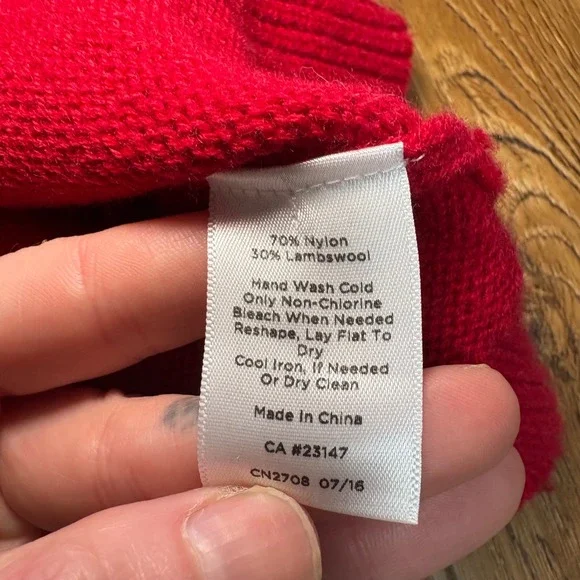 70% Nylon
30% Lambswool
Hand Wash Cold
Only Non-Chlorine
Bleach When Needed
Reshape, Lay Flat To
Dry
Cool Iron, If Needed
Or Dry Clean
Made In China
CA #23147
CN2708 07/16